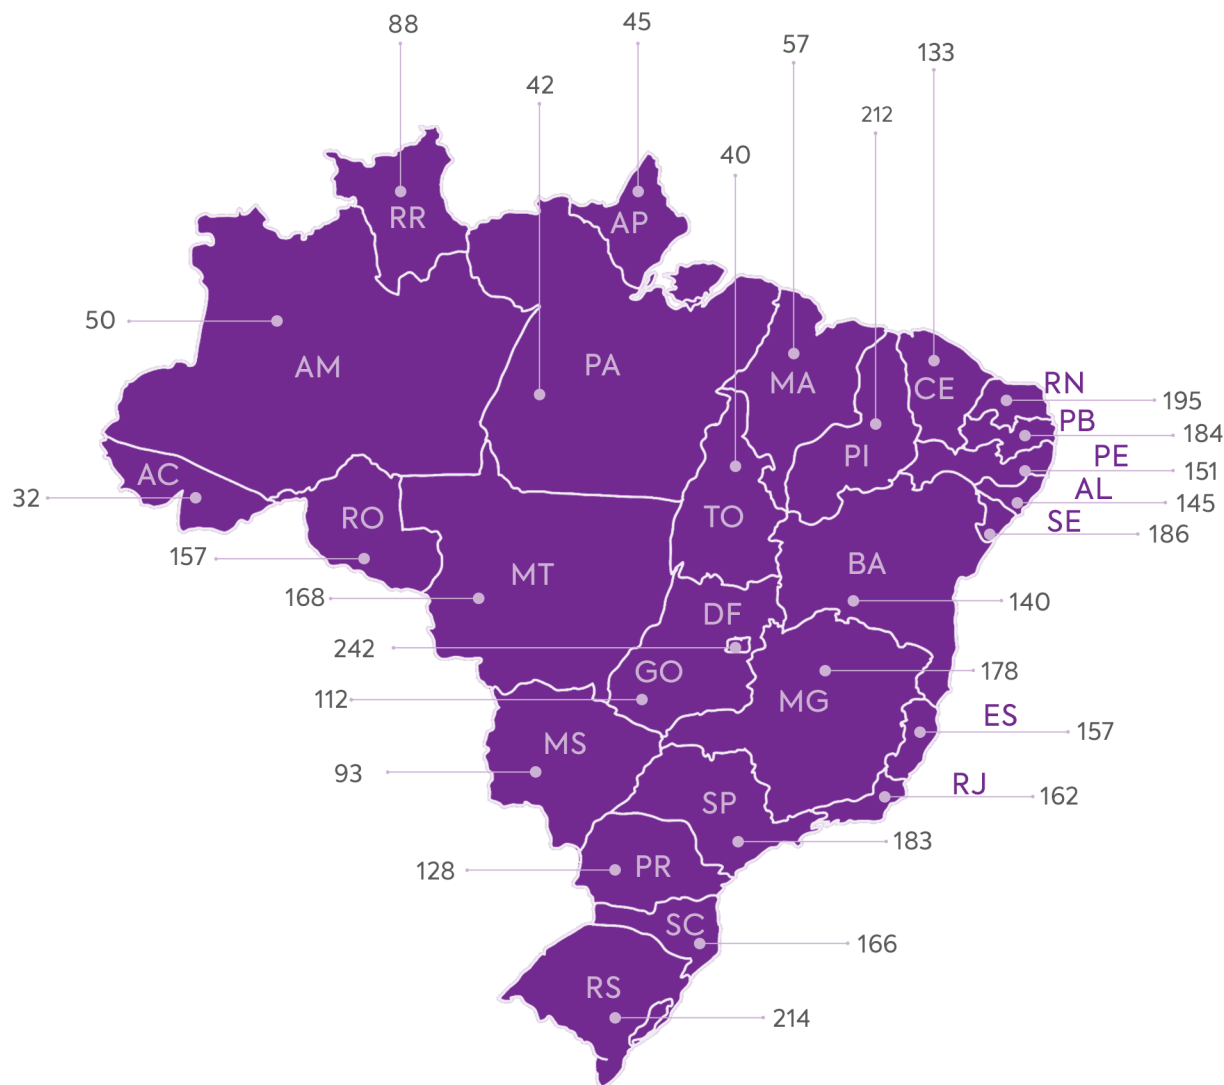 88
45
57
133
42
212
40
RR
AP
50
AM
PA
MA
CE
RN
195
PB
184
PI
PE
151
AC
32
AL
145
RO
TO
SE
186
157
MT
BA
168
140
DF
242
GO
178
112
MG
ES
157
MS
93
RJ
162
SP
183
PR
128
SC
166
RS
214